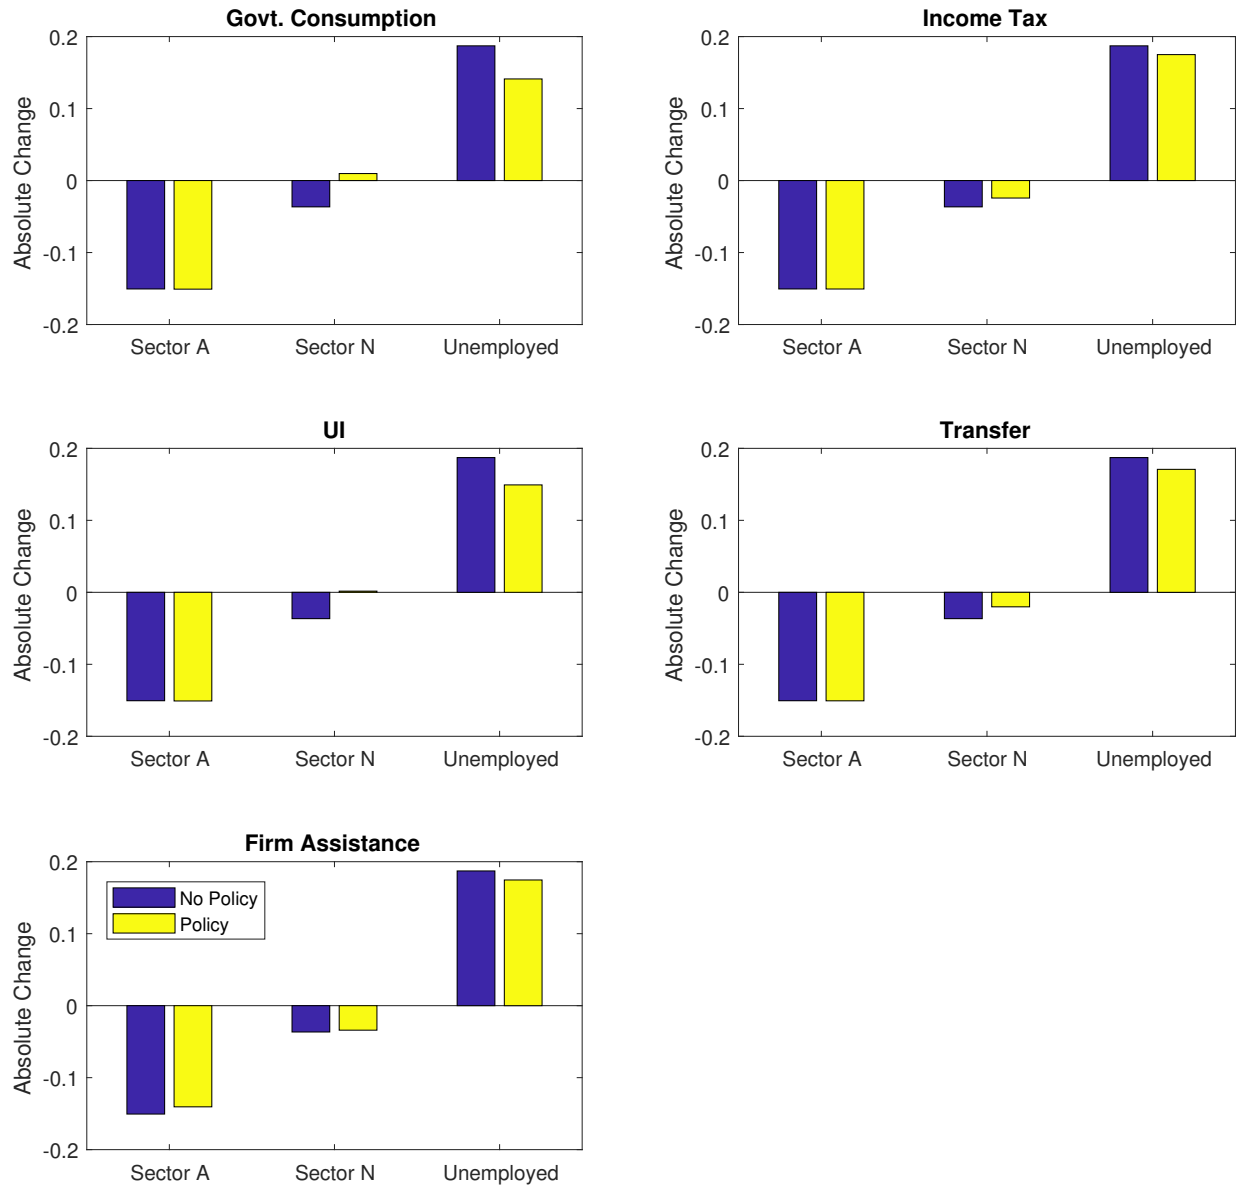 Govt. Consumption
Absolute Change
0.2
0.1
0
-0.1
-0.2
Sector A
Sector N
Unemployed
Income Tax
Absolute Change
0.2
0.1
0
-0.1
-0.2
Sector A
Sector N
Unemployed
UI
Absolute Change
0.2
0.1
0
-0.1
-0.2
Sector A
Sector N
Unemployed
Transfer
Absolute Change
0.2
0.1
0
-0.1
-0.2
Sector A
Sector N
Unemployed
Firm Assistance
Absolute Change
0.2
0.1
0
-0.1
-0.2
No Policy
Policy
Sector A
Sector N
Unemployed